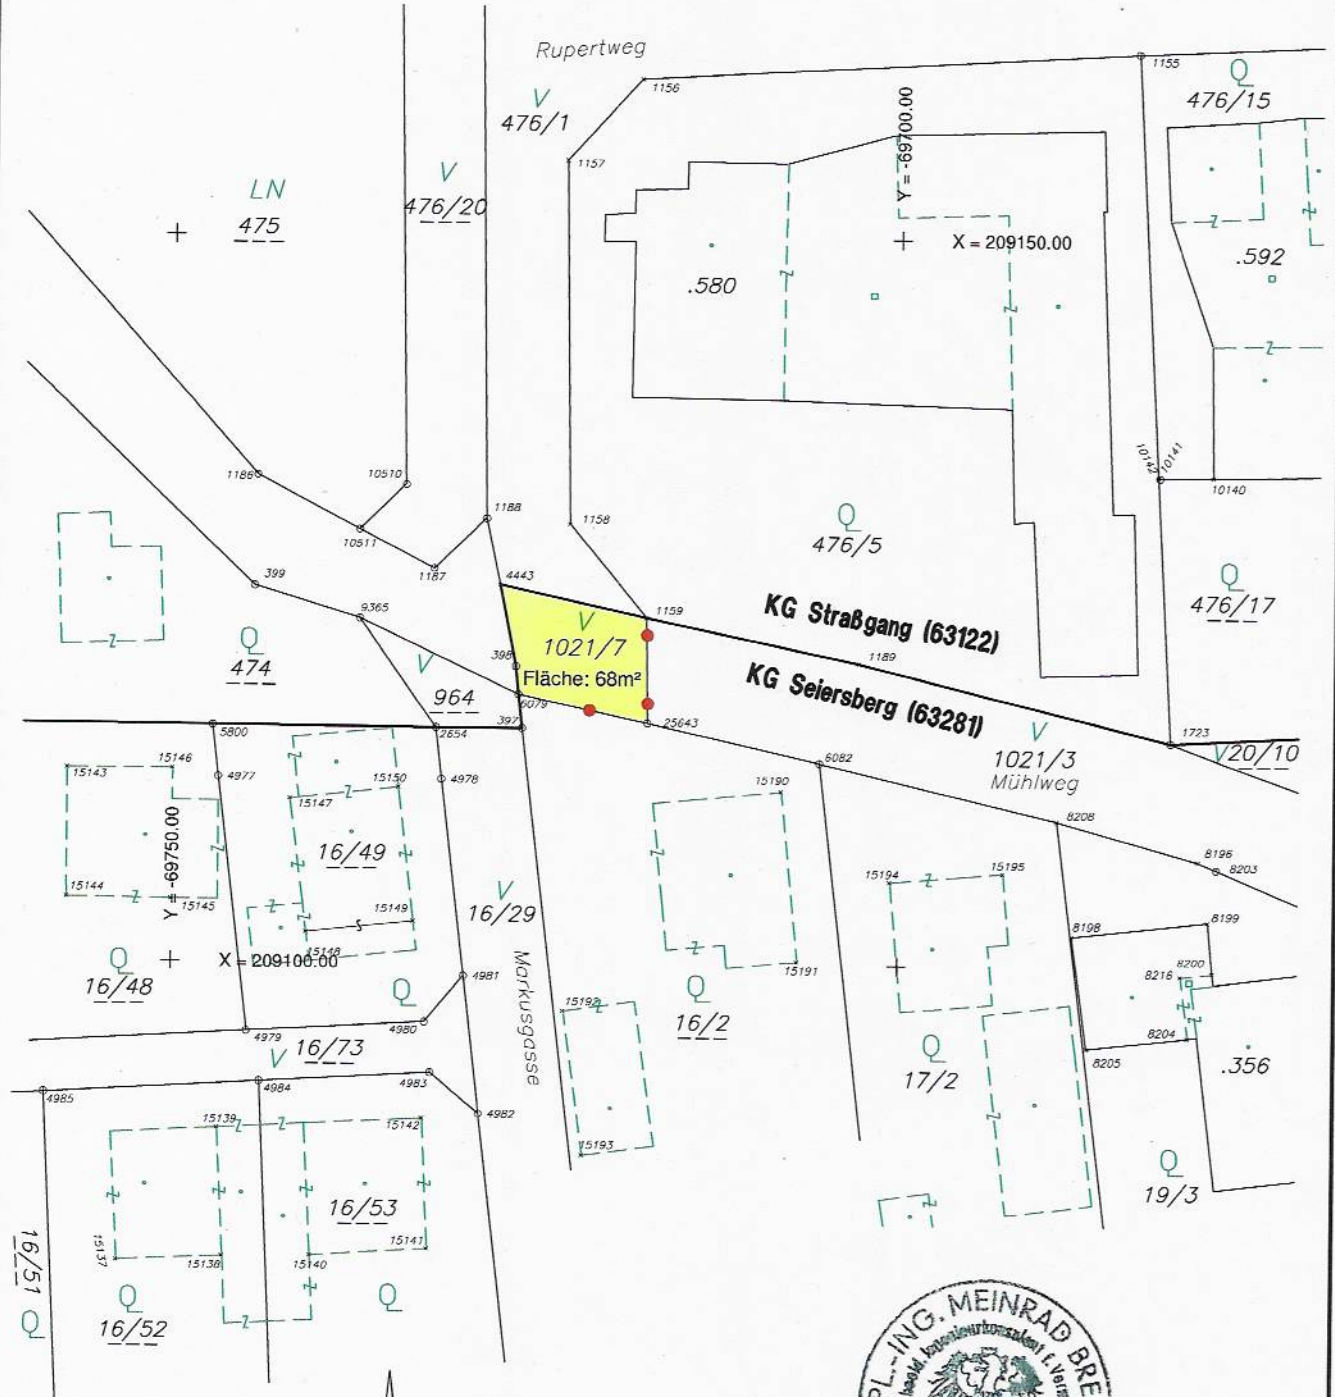 Rupertweg
1155
1156
Q
476/15
V
476/1
Y = -69700.00
1157
V
476/20
LN
475
X = 209150.00
.592
.580
Z
Z
Z
Z
Z
1186
10510
10142
10141
10140
1188
1158
10511
Q
476/5
1187
399
4443
Q
476/17
9365
1159
KG Straßgang (63122)
V
1021/7
Fläche: 68m²
Z
Q
474
398
1189
V
964
KG Seiersberg (63281)
6079
397
25643
V
1021/3
Mühlweg
1723
V
20/10
5800
2654
6082
15143
15146
4977
15150
4978
15190
15147
Z
8208
Y = -69750.00
16/49
Z
Z
Z
Z
8196
8203
15144
Z
15145
Z
15149
V
16/29
15194
Z
15195
8199
8198
Z
Q
16/48
X = 209100.00
15148
Q
4981
Markusgasse
Z
15191
8200
8216
Q
16/2
15192
Z
4979
4980
V
16/73
8204
8205
Q
17/2
.356
4985
4984
4983
4982
15139
Z
Z
15142
Z
15193
Q
19/3
Z
Z
Z
Z
16/53
15137
15138
15140
15141
Z
16/51
Q
Q
16/52
Q
Z
Z
PL.-ING. MEINRAD BRE
Ingenieurkonsulent f. Verm